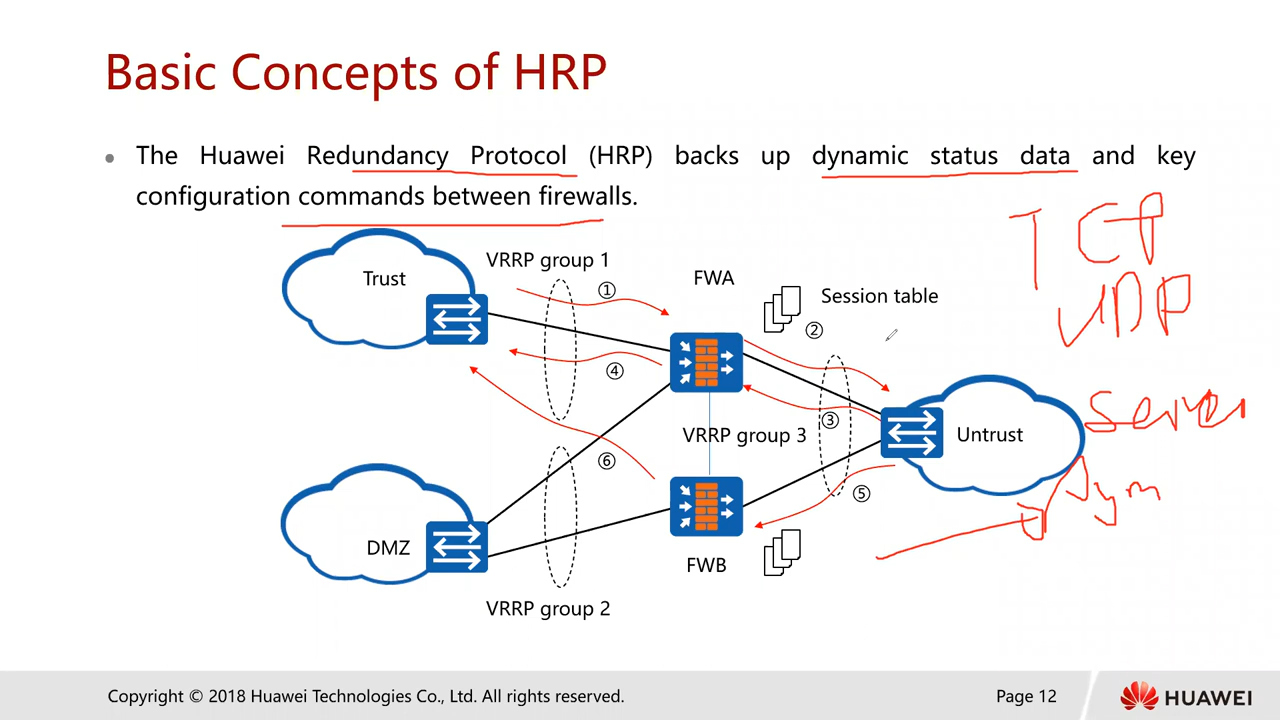 Basic Concepts of HRP
The Huawei Redundancy Protocol (HRP) backs up dynamic status data and key
configuration commands between firewalls.
TCP
UDP
Trust
VRRP group 1
①
FWA
Session table
②
④
③
Server
VRRP group 3
Untrust
⑥
⑤
DMZ
FWB
VRRP group 2
Copyright © 2018 Huawei Technologies Co., Ltd. All rights reserved.
Page 12
HUAWEI